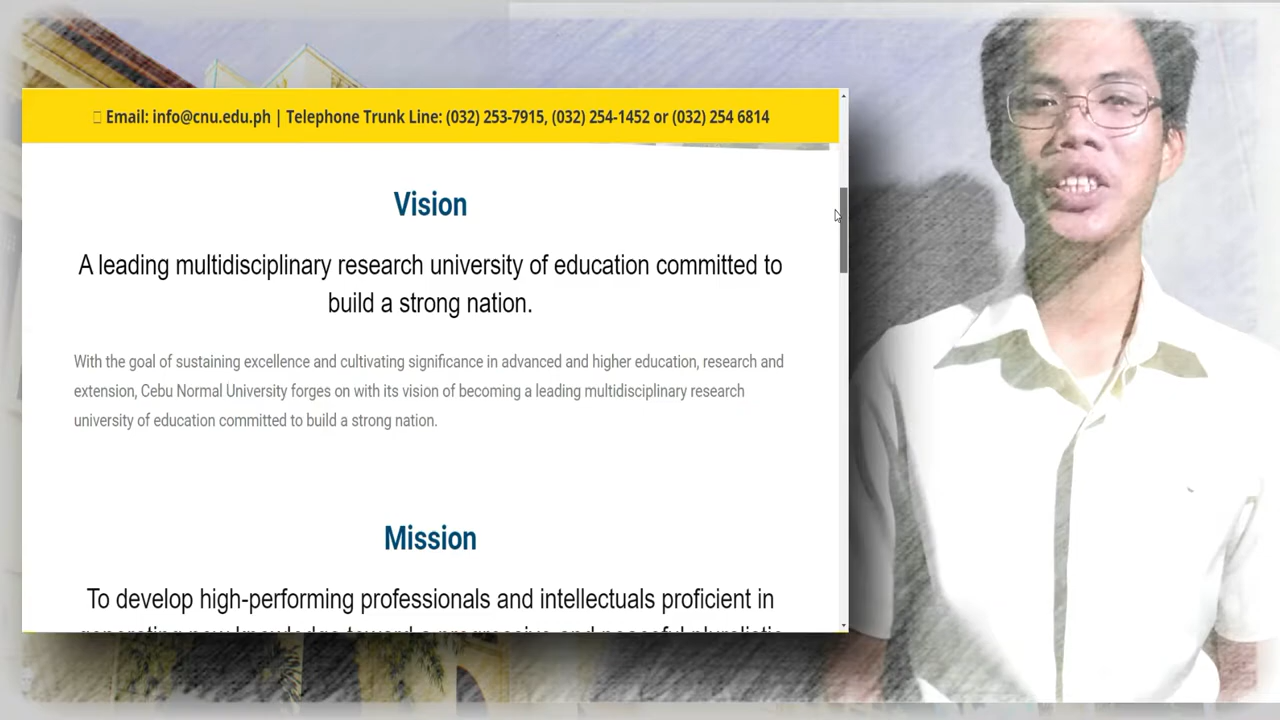 Email: info@cnu.edu.ph | Telephone Trunk Line: (032) 253-7915, (032) 254-1452 or (032) 254 6814
Vision
A leading multidisciplinary research university of education committed to
build a strong nation.
With the goal of sustaining excellence and cultivating significance in advanced and higher education, research and
extension, Cebu Normal University forges on with its vision of becoming a leading multidisciplinary research
university of education committed to build a strong nation.
Mission
To develop high-performing professionals and intellectuals proficient in